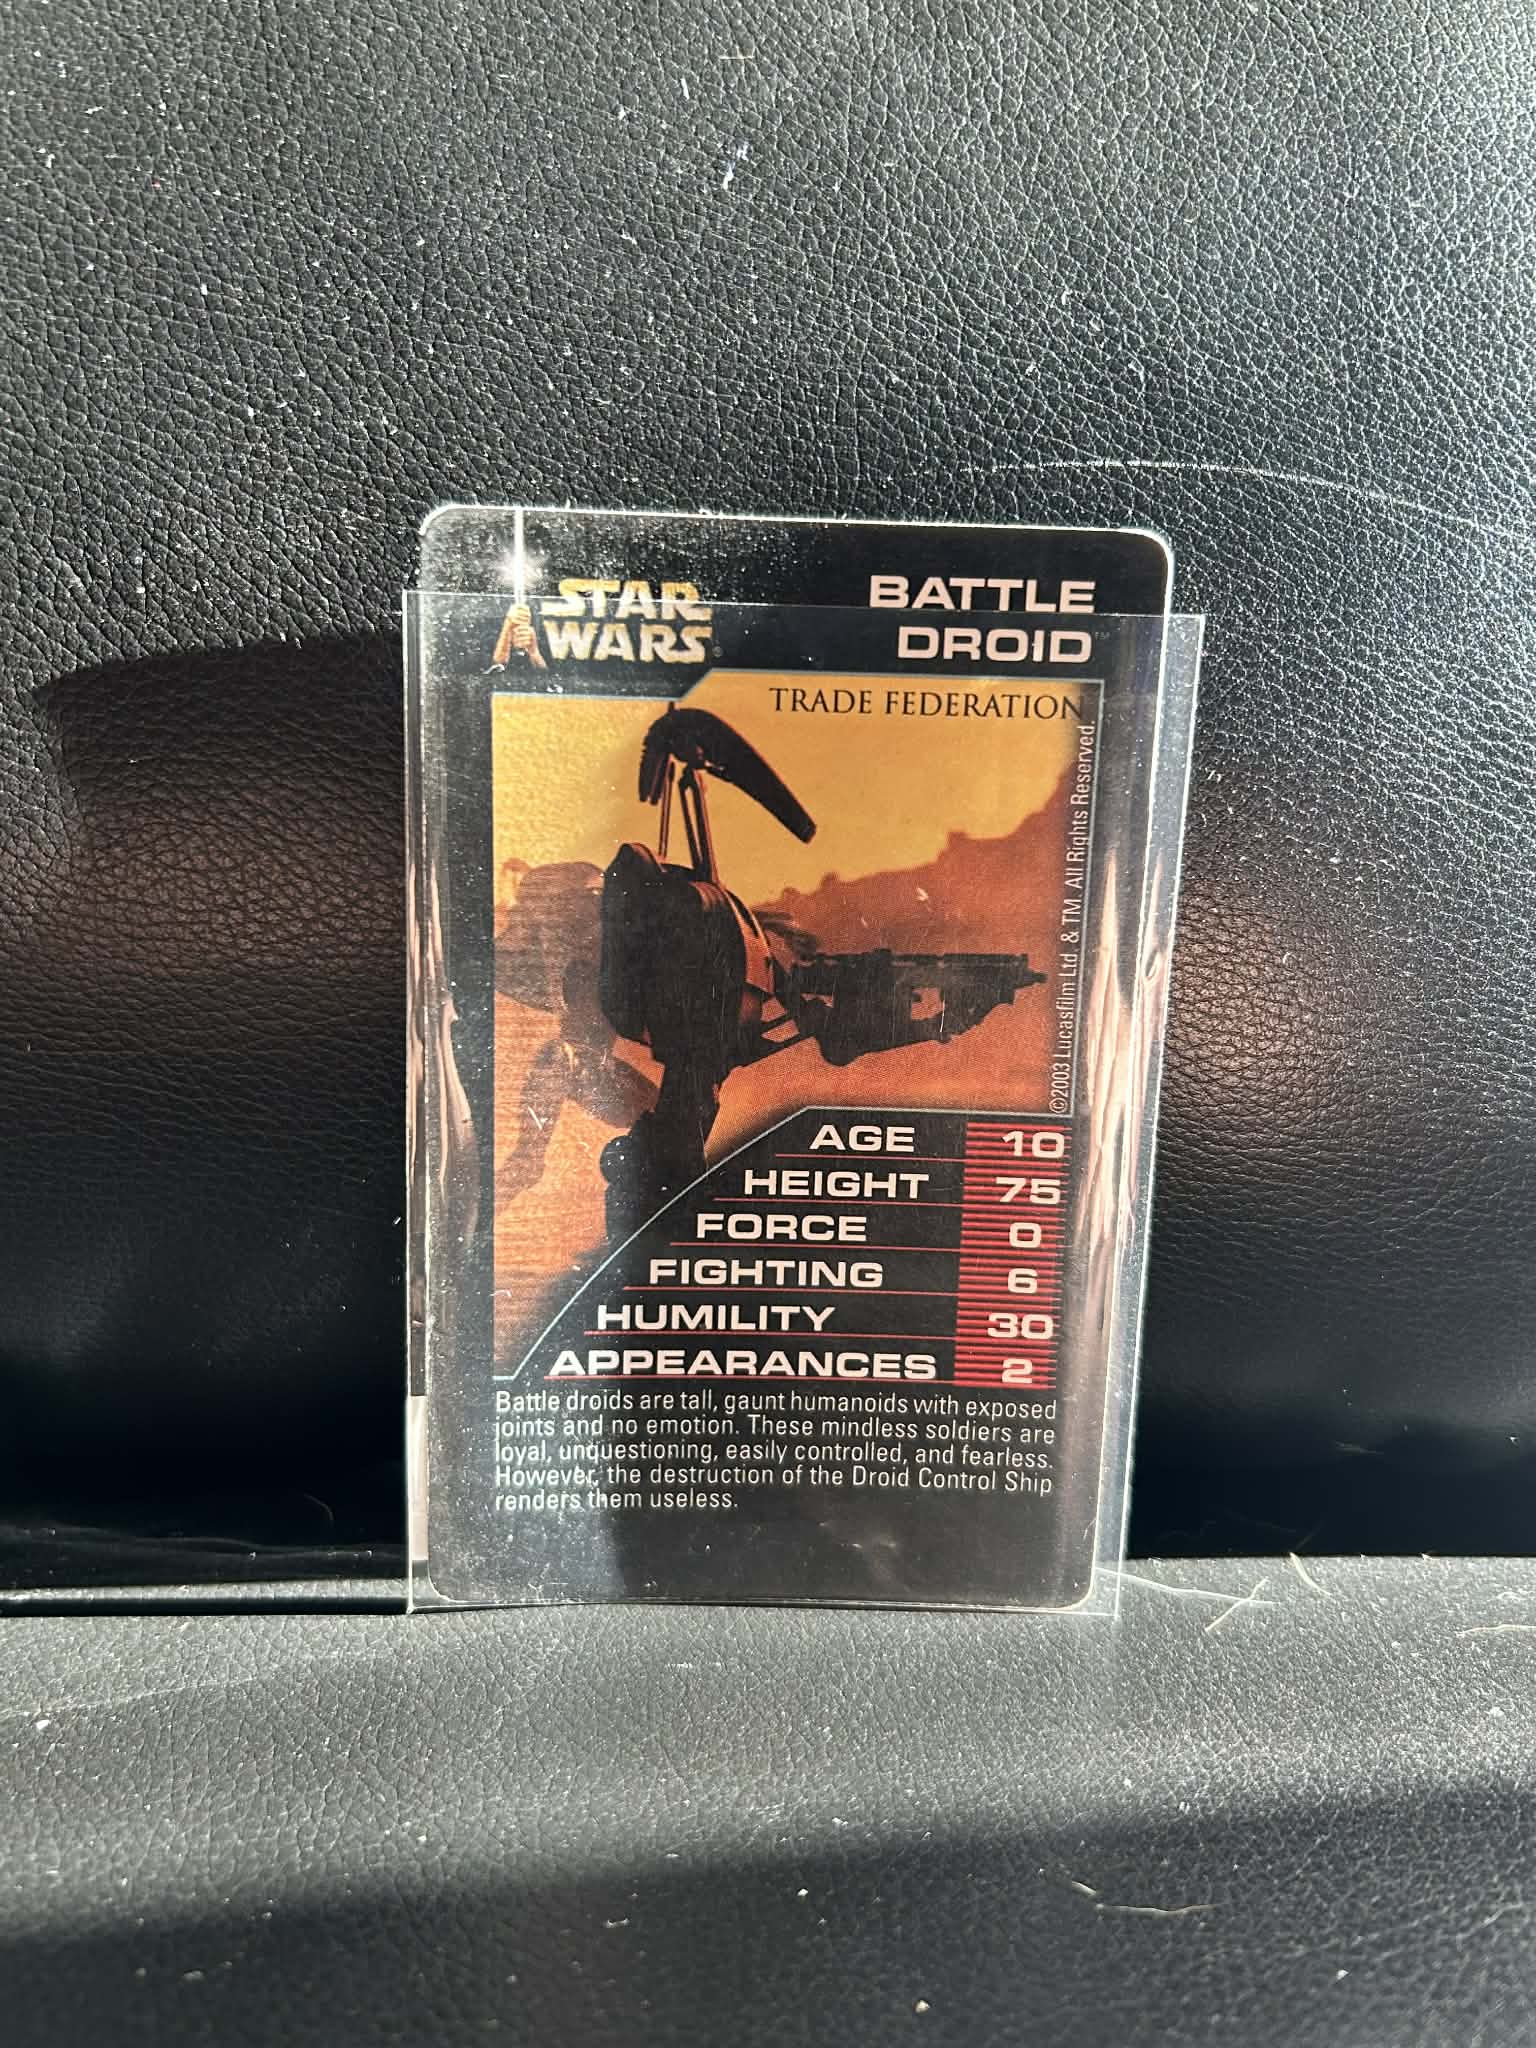 STAR
WARS
BATTLE
DROID™
TRADE FEDERATION
©2003 Lucasfilm Ltd. & TM. All Rights Reserved.
AGE 10
HEIGHT 75
FORCE 0
FIGHTING 6
HUMILITY 30
APPEARANCES 2
Battle droids are tall, gaunt humanoids with exposed
joints and no emotion. These mindless soldiers are
loyal, unquestioning, easily controlled, and fearless.
However, the destruction of the Droid Control Ship
renders them useless.